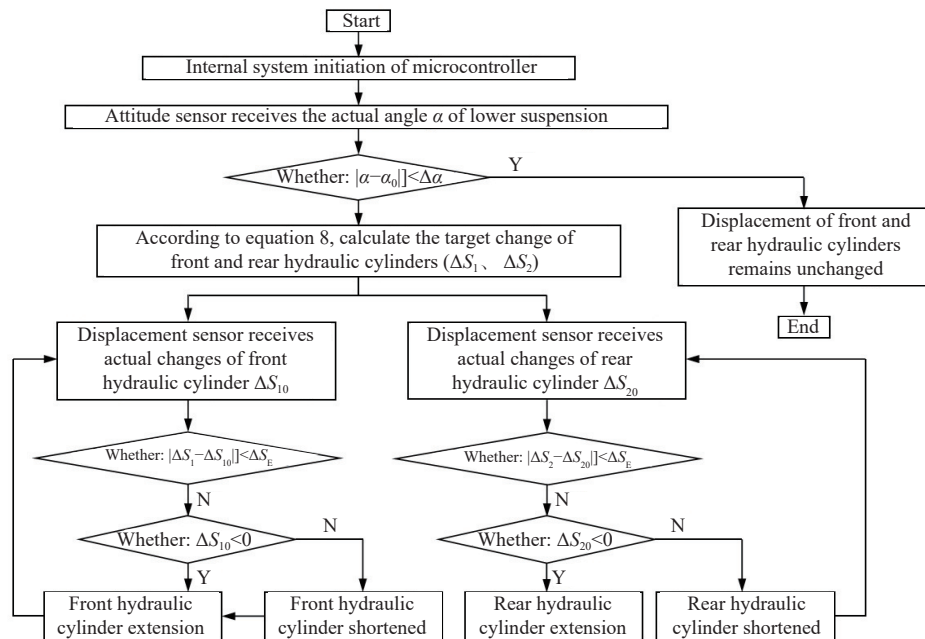 Start
Internal system initiation of microcontroller
Attitude sensor receives the actual angle α of lower suspension
Whether: |α−α₀|]<Δα
Y
According to equation 8, calculate the target change of
front and rear hydraulic cylinders (ΔS₁、 ΔS₂)
Displacement of front and
rear hydraulic cylinders
remains unchanged
End
Displacement sensor receives
actual changes of front
hydraulic cylinder ΔS₁₀
Displacement sensor receives
actual changes of rear
hydraulic cylinder ΔS₂₀
Whether: |ΔS₁−ΔS₁₀|]<ΔS_E
Whether: |ΔS₂−ΔS₂₀|]<ΔS_E
N
N
Whether: ΔS₁₀<0
N
Whether: ΔS₂₀<0
N
Y
Y
Front hydraulic
cylinder extension
Front hydraulic
cylinder shortened
Rear hydraulic
cylinder extension
Rear hydraulic
cylinder shortened